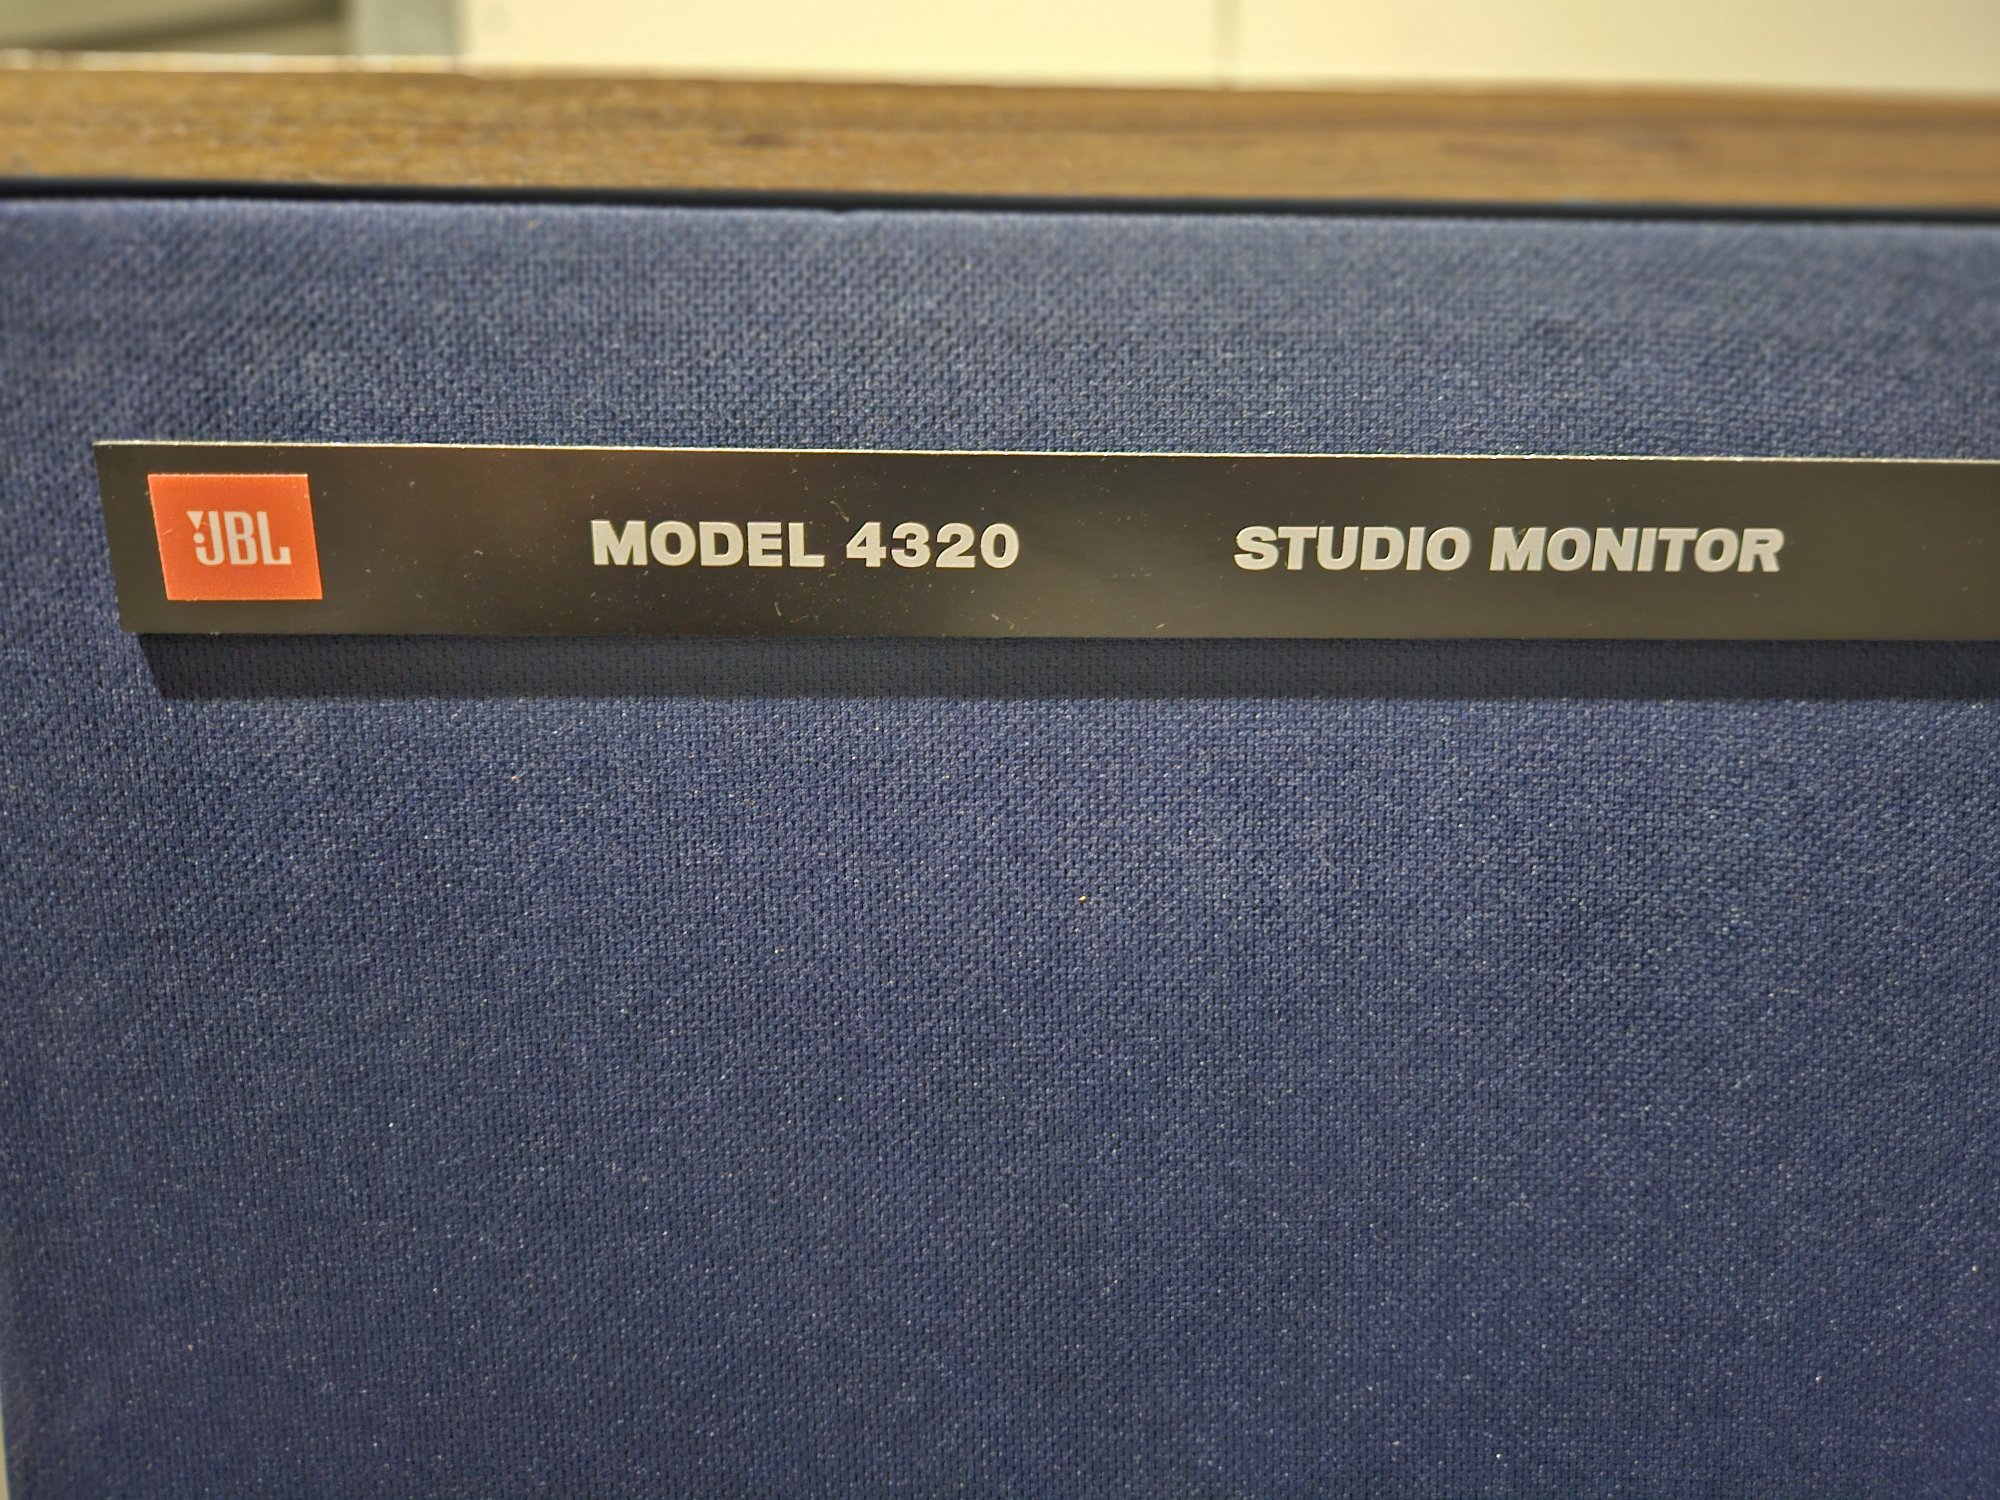 JBL MODEL 4320 STUDIO MONITOR